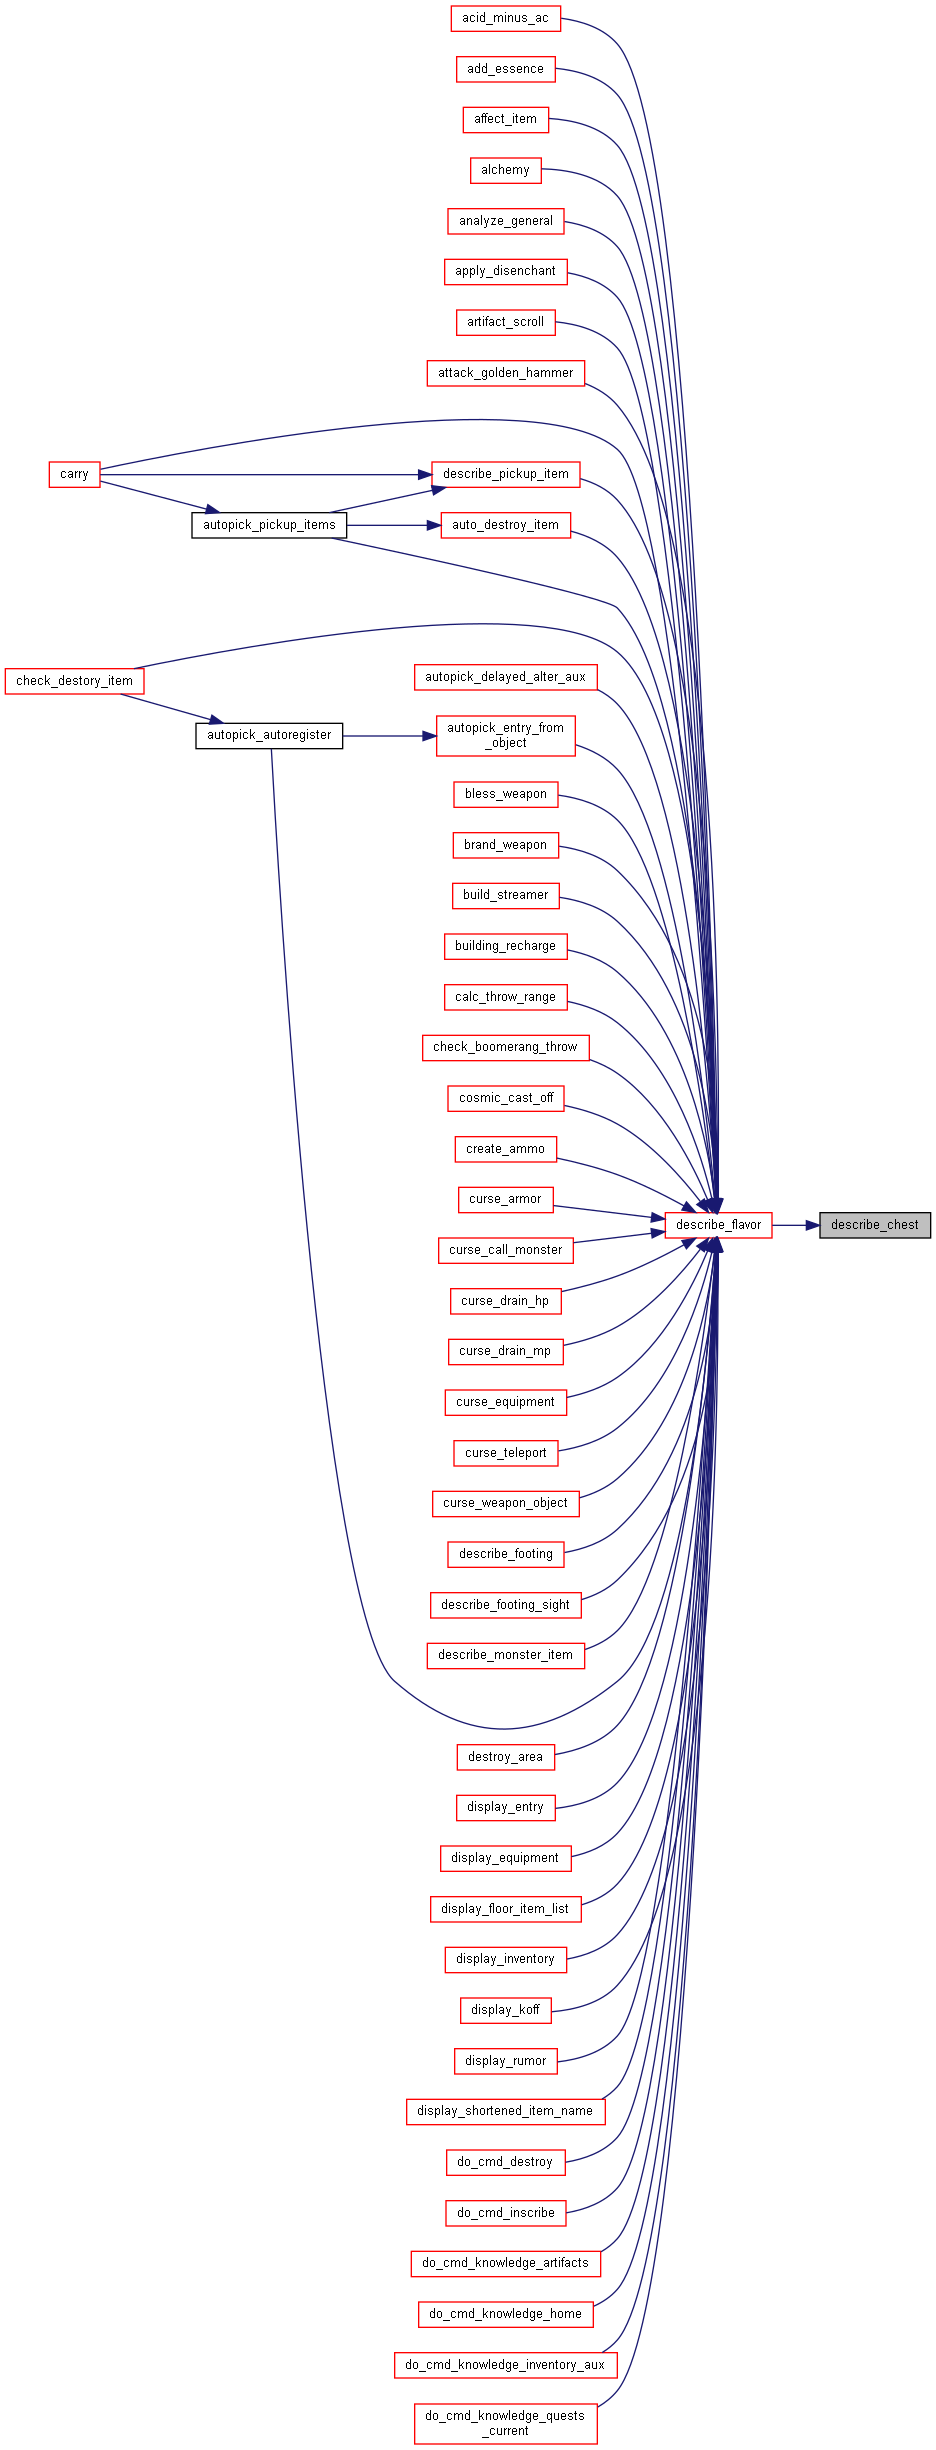 acid_minus_ac
add_essence
affect_item
alchemy
analyze_general
apply_disenchant
artifact_scroll
attack_golden_hammer
carry
describe_pickup_item
autopick_pickup_items
auto_destroy_item
check_destory_item
autopick_delayed_alter_aux
autopick_autoregister
autopick_entry_from
_object
bless_weapon
brand_weapon
build_streamer
building_recharge
calc_throw_range
check_boomerang_throw
cosmic_cast_off
create_ammo
curse_armor
describe_flavor
describe_chest
curse_call_monster
curse_drain_hp
curse_drain_mp
curse_equipment
curse_teleport
curse_weapon_object
describe_footing
describe_footing_sight
describe_monster_item
destroy_area
display_entry
display_equipment
display_floor_item_list
display_inventory
display_koff
display_rumor
display_shortened_item_name
do_cmd_destroy
do_cmd_inscribe
do_cmd_knowledge_artifacts
do_cmd_knowledge_home
do_cmd_knowledge_inventory_aux
do_cmd_knowledge_quests
_current